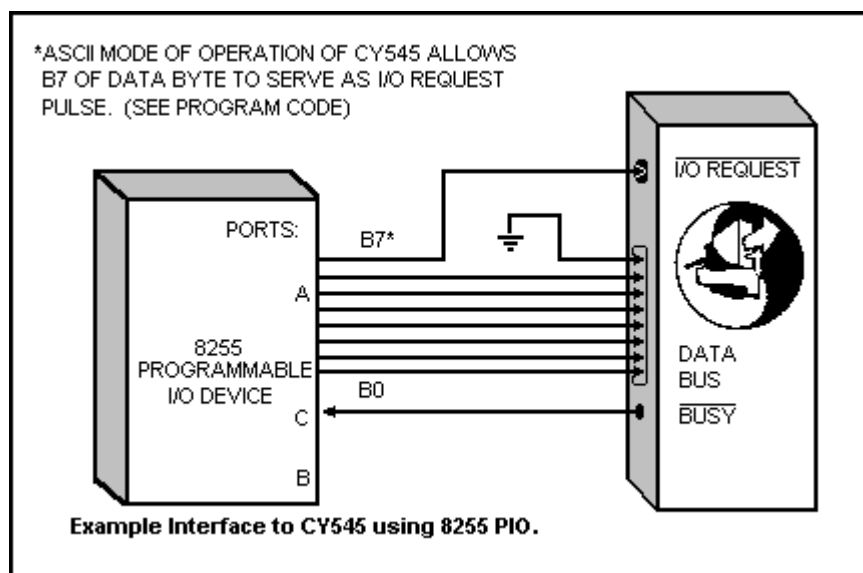 *ASCII MODE OF OPERATION OF CY545 ALLOWS
B7 OF DATA BYTE TO SERVE AS I/O REQUEST
PULSE. (SEE PROGRAM CODE)
I/O REQUEST
PORTS:
B7*
A
8255
PROGRAMMABLE
I/O DEVICE
DATA
BUS
B0
C
BUSY
B
Example Interface to CY545 using 8255 PIO.